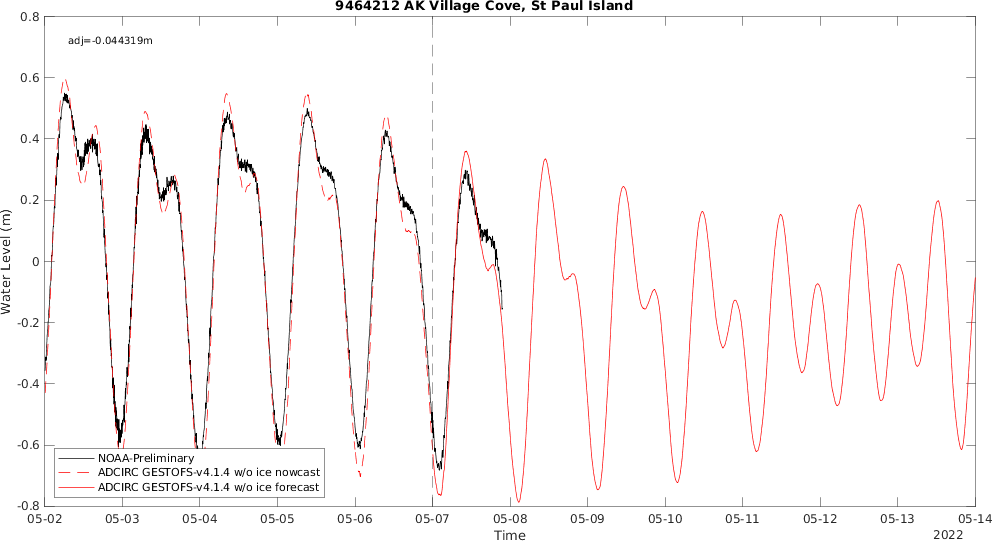 9464212 AK Village Cove, St Paul Island
adj=-0.044319m
0.8
0.6
0.4
0.2
0
-0.2
-0.4
-0.6
-0.8
Water Level (m)
NOAA-Preliminary
ADCIRC GESTOFS-v4.1.4 w/o ice nowcast
ADCIRC GESTOFS-v4.1.4 w/o ice forecast
05-02 05-03 05-04 05-05 05-06 05-07 05-08 05-09 05-10 05-11 05-12 05-13 05-14
Time
2022